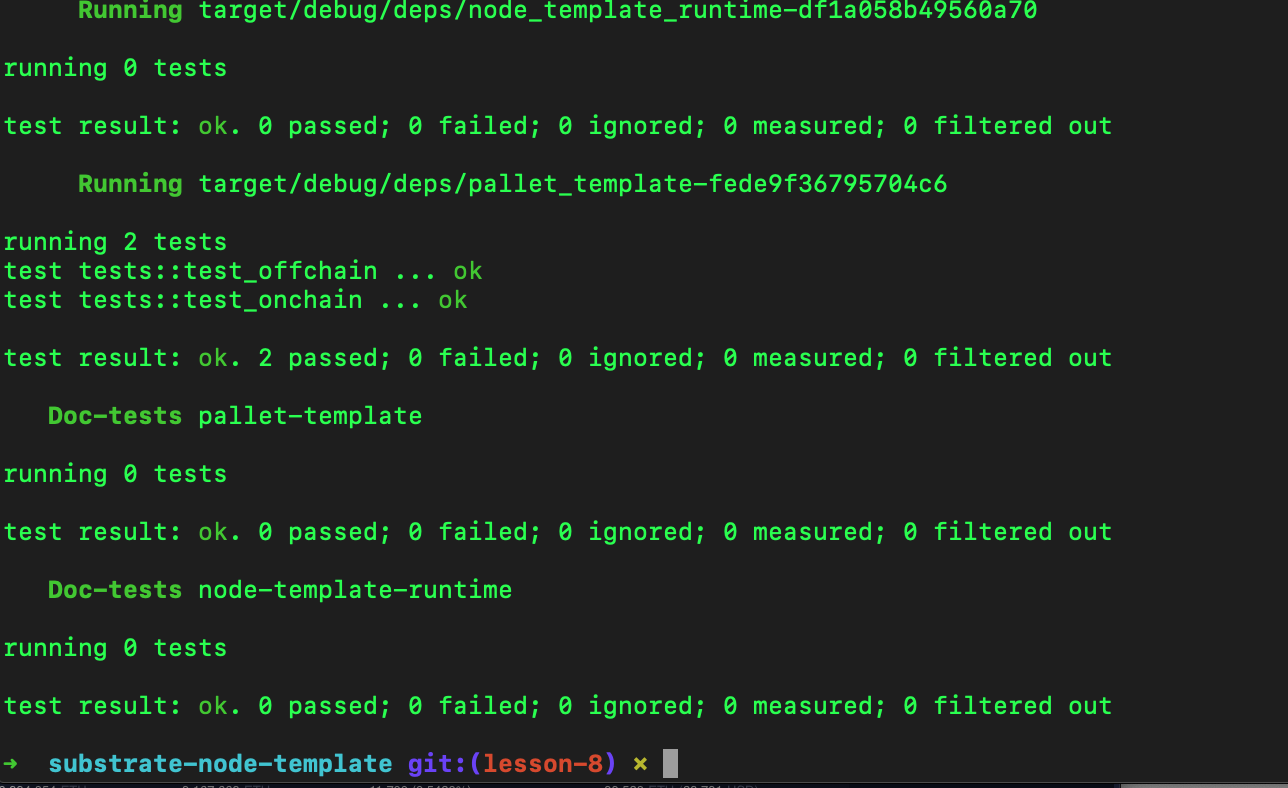 Running target/debug/deps/node_template_runtime-df1a058b49560a70
running 0 tests
test result: ok. 0 passed; 0 failed; 0 ignored; 0 measured; 0 filtered out
Running target/debug/deps/pallet_template-fede9f36795704c6
running 2 tests
test tests::test_offchain ... ok
test tests::test_onchain ... ok
test result: ok. 2 passed; 0 failed; 0 ignored; 0 measured; 0 filtered out
Doc-tests pallet-template
running 0 tests
test result: ok. 0 passed; 0 failed; 0 ignored; 0 measured; 0 filtered out
Doc-tests node-template-runtime
running 0 tests
test result: ok. 0 passed; 0 failed; 0 ignored; 0 measured; 0 filtered out
➜ substrate-node-template git:(lesson-8) ✗